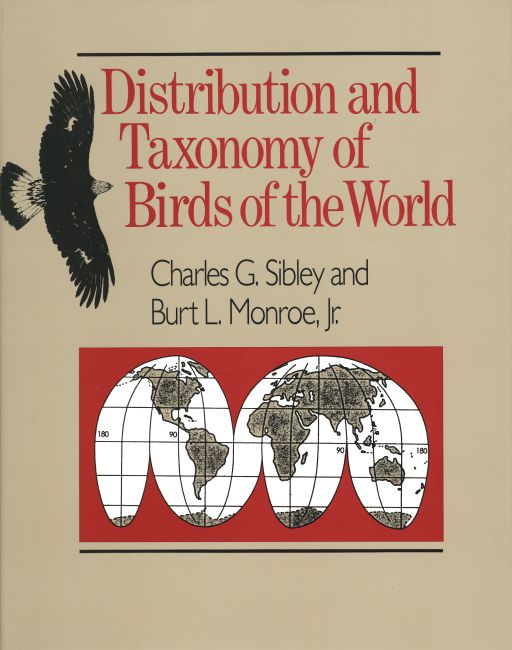 Distribution and
Taxonomy of
Birds of the World
Charles G. Sibley and
Burt L. Monroe, Jr.
180
90
90
180